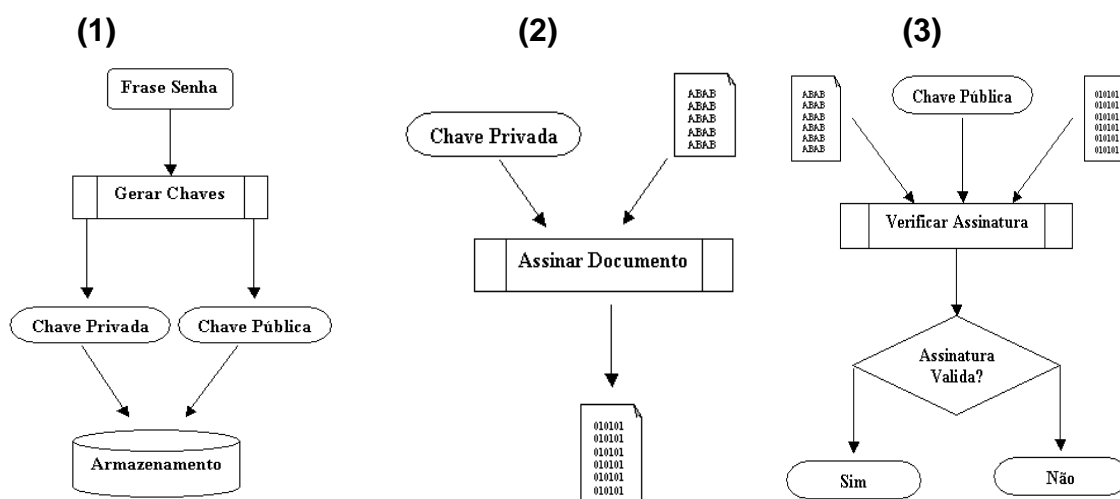 (1)
Frase Senha
Gerar Chaves
Chave Privada
Chave Pública
Armazenamento
(2)
Chave Privada
ABAB
ABAB
ABAB
ABAB
ABAB
Assinar Documento
010101
010101
010101
010101
010101
010101
(3)
ABAB
ABAB
ABAB
ABAB
ABAB
ABAB
Chave Pública
010101
010101
010101
010101
010101
010101
Verificar Assinatura
Assinatura
Valida?
Sim
Não